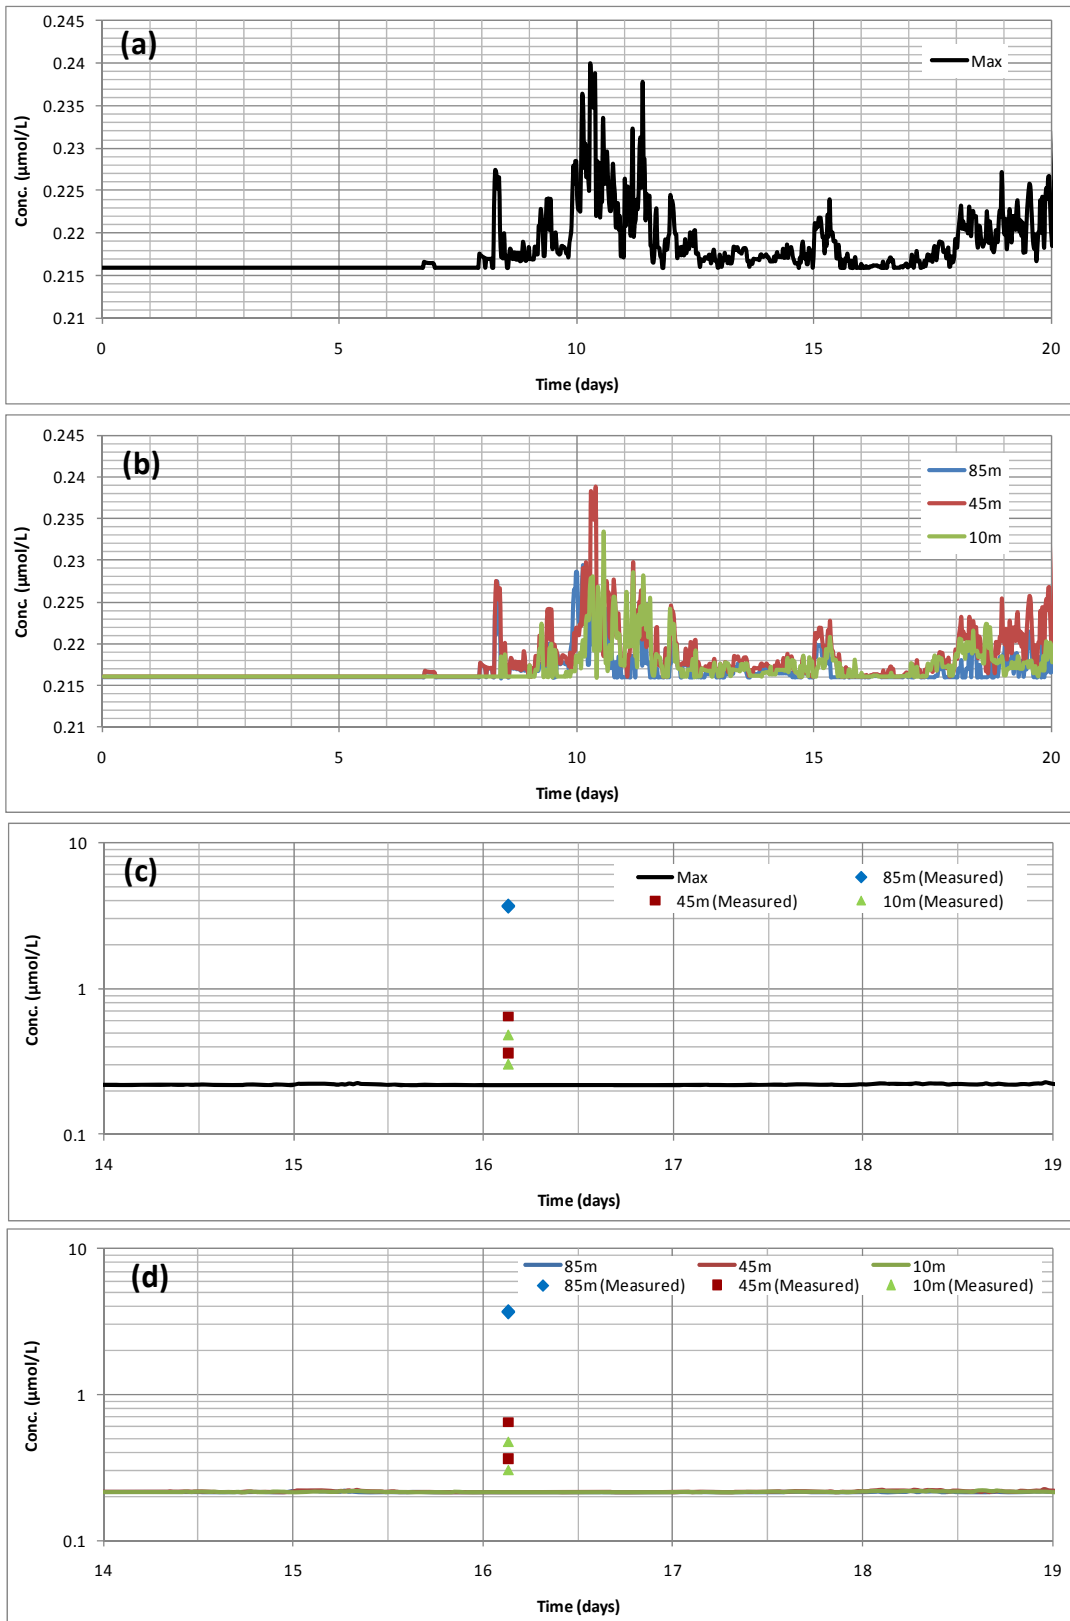 (a)
Max
Conc. (µmol/L)
0.245
0.24
0.235
0.23
0.225
0.22
0.215
0.21
0 5 10 15 20
Time (days)
(b)
85m
45m
10m
Conc. (µmol/L)
0.245
0.24
0.235
0.23
0.225
0.22
0.215
0.21
0 5 10 15 20
Time (days)
(c)
Max 85m (Measured)
45m (Measured) 10m (Measured)
Conc. (µmol/L)
10
1
0.1
14 15 16 17 18 19
Time (days)
(d)
85m 45m 10m
85m (Measured) 45m (Measured) 10m (Measured)
Conc. (µmol/L)
10
1
0.1
14 15 16 17 18 19
Time (days)